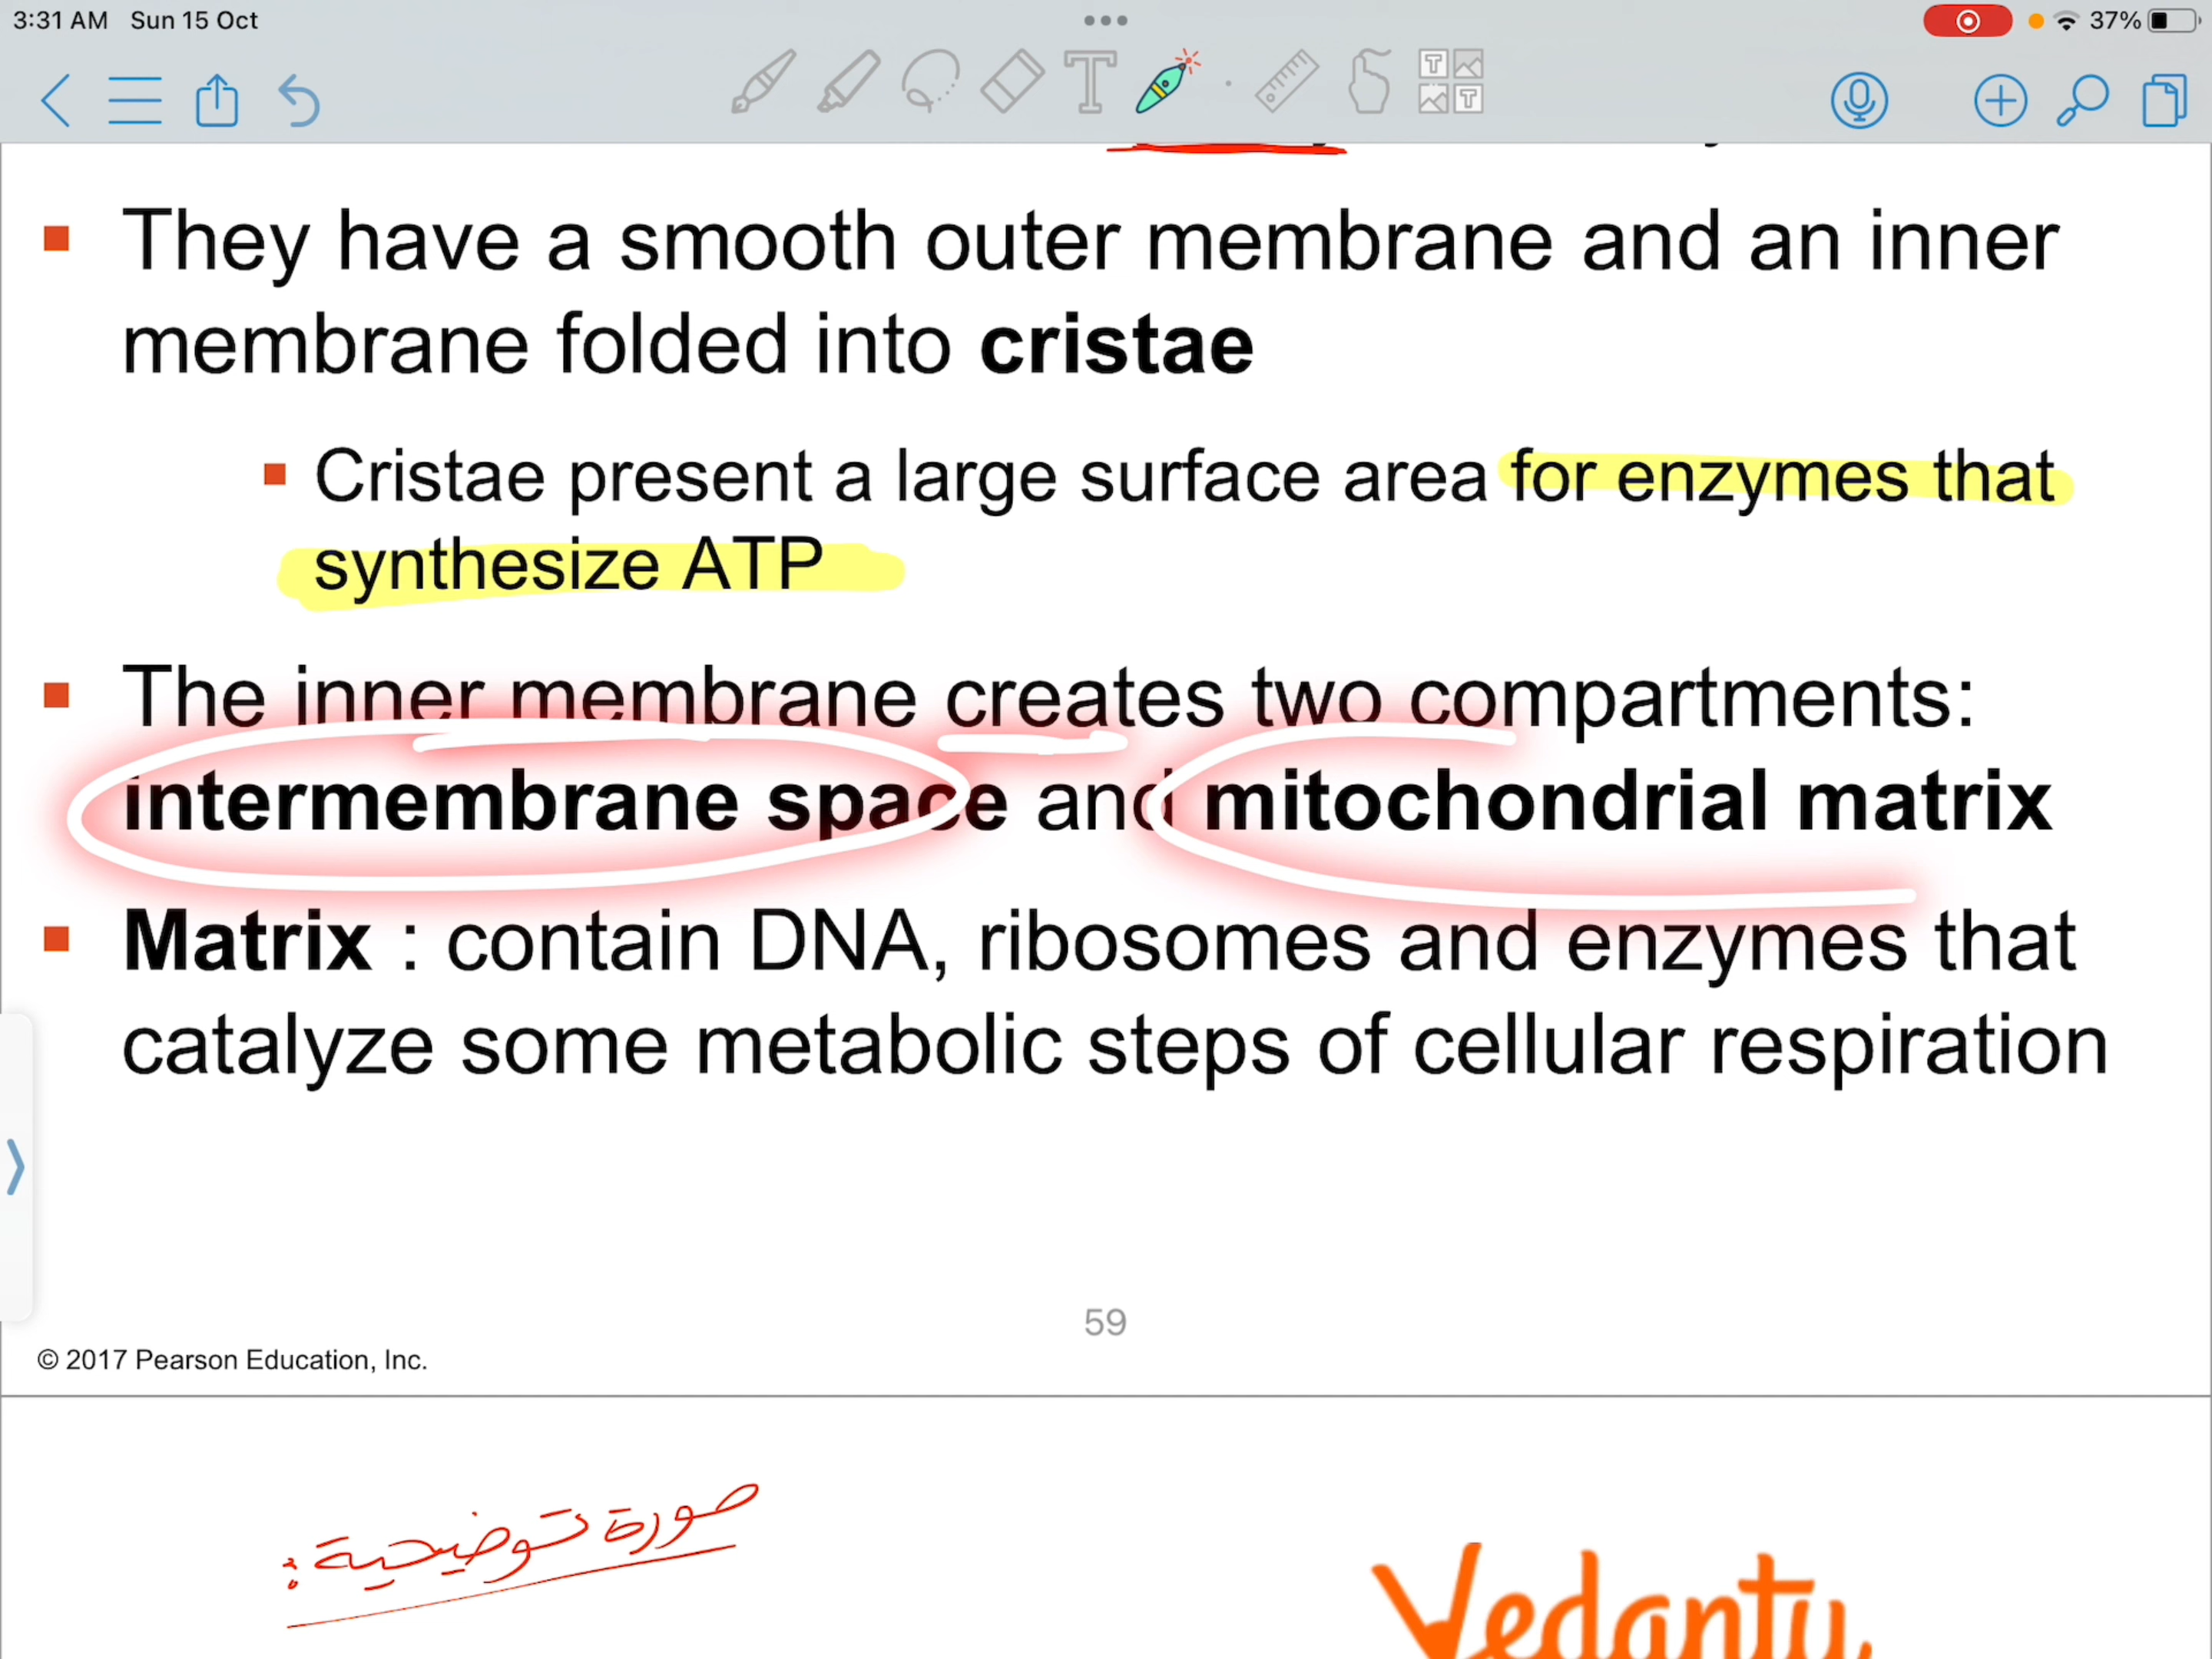 3:31 AM Sun 15 Oct
37%
They have a smooth outer membrane and an inner
membrane folded into cristae
Cristae present a large surface area for enzymes that
synthesize ATP
The inner membrane creates two compartments:
intermembrane space and mitochondrial matrix
Matrix : contain DNA, ribosomes and enzymes that
catalyze some metabolic steps of cellular respiration
59
© 2017 Pearson Education, Inc.
صورة توضيحية:
Vedantu